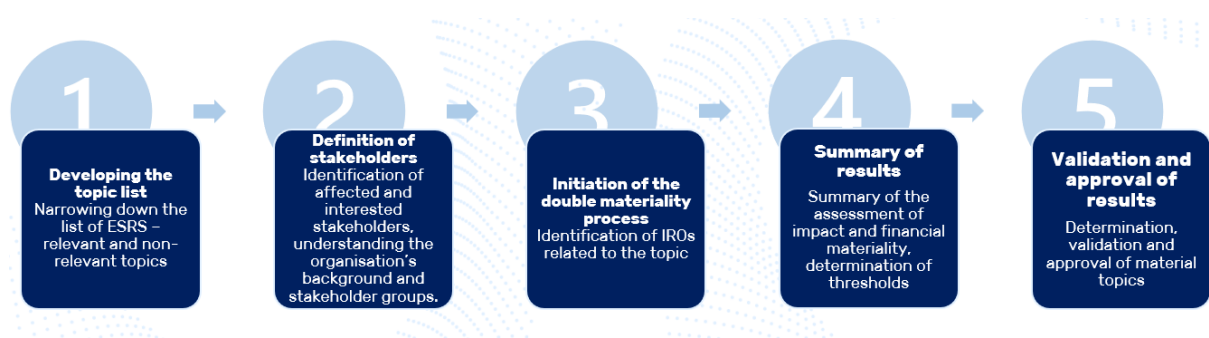 1
Developing the
topic list
Narrowing down the
list of ESRS –
relevant and non-
relevant topics
2
Definition of
stakeholders
Identification of
affected and
interested
stakeholders,
understanding the
organisation's
background and
stakeholder groups.
3
Initiation of the
double materiality
process
Identification of IROs
related to the topic
4
Summary of
results
Summary of the
assessment of
impact and financial
materiality,
determination of
thresholds
5
Validation and
approval of
results
Determination,
validation and
approval of material
topics